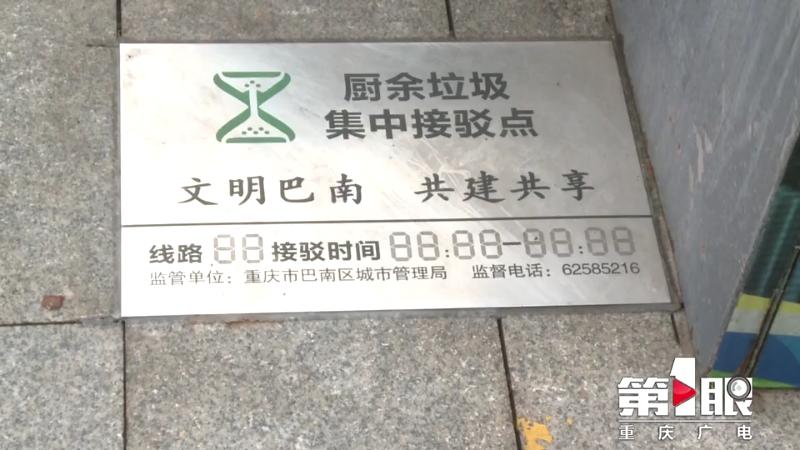 厨余垃圾
集中接驳点
文明巴南 共建共享
线路 88 接驳时间 88:88—88:88
监管单位：重庆市巴南区城市管理局 监督电话：62585216
第1眼
重庆广电